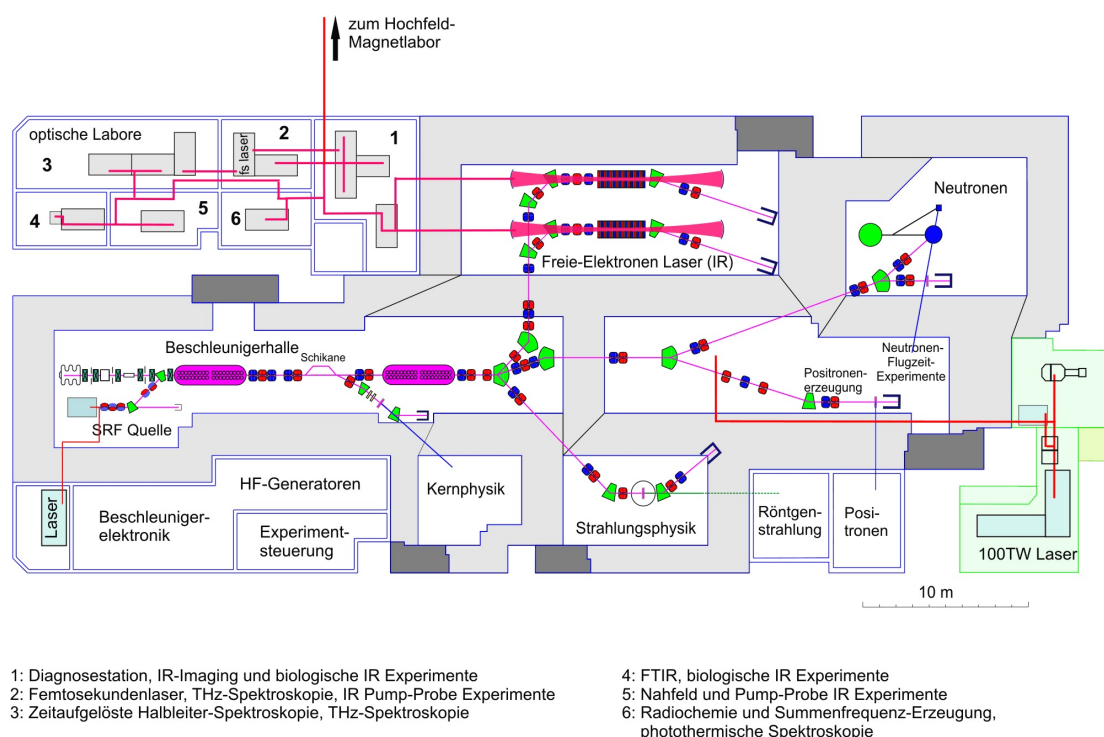 zum Hochfeld-
Magnetlabor
optische Labore
3
fs laser
2
1
4
5
6
Freie-Elektronen Laser (IR)
Neutronen
Beschleunigerhalle
Schikane
SRF Quelle
Positronen-
erzeugung
Neutronen-
Flugzeit-
Experimente
Laser
HF-Generatoren
Beschleuniger-
elektronik
Experiment-
steuerung
Kernphysik
Strahlungsphysik
Röntgen-
strahlung
Posi-
tronen
100TW Laser
10 m
1: Diagnosestation, IR-Imaging und biologische IR Experimente
2: Femtosekundenlaser, THz-Spektroskopie, IR Pump-Probe Experimente
3: Zeitaufgelöste Halbleiter-Spektroskopie, THz-Spektroskopie
4: FTIR, biologische IR Experimente
5: Nahfeld und Pump-Probe IR Experimente
6: Radiochemie und Summenfrequenz-Erzeugung,
photothermische Spektroskopie